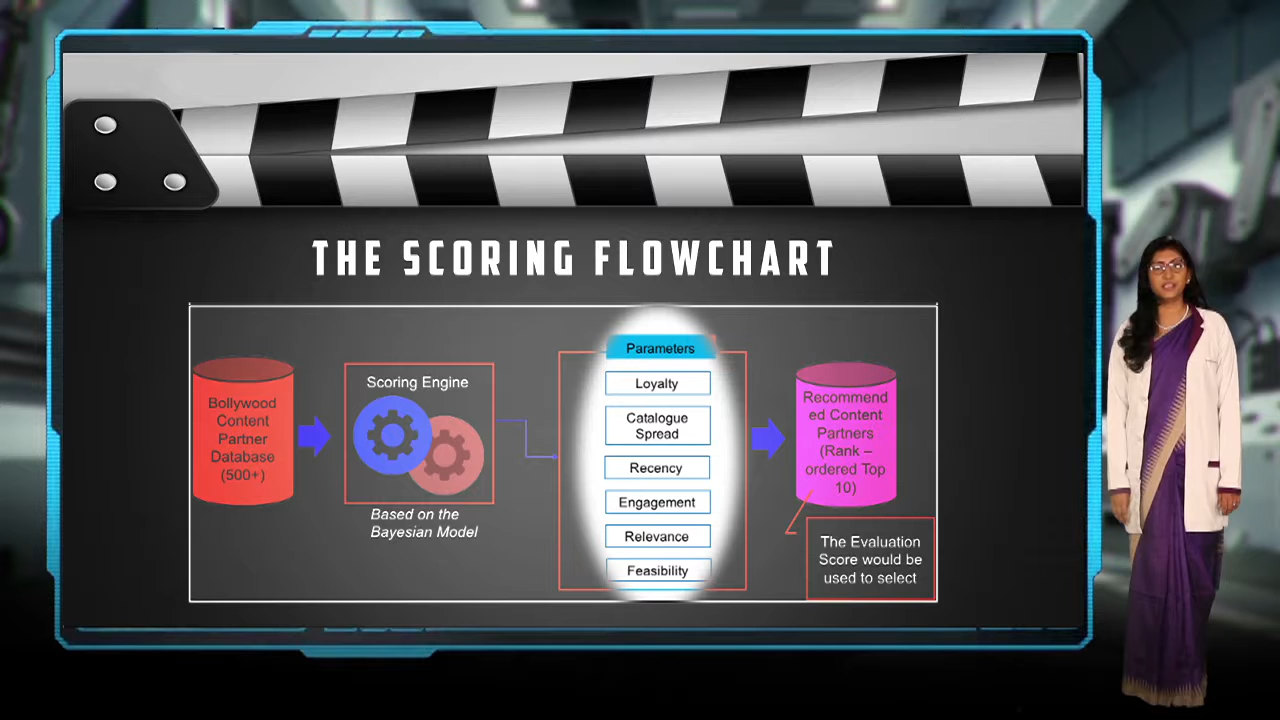 THE SCORING FLOWCHART
Bollywood
Content
Partner
Database
(500+)
Scoring Engine
Based on the
Bayesian Model
Parameters
Loyalty
Catalogue
Spread
Recency
Engagement
Relevance
Feasibility
Recommend
ed Content
Partners
(Rank –
ordered Top
10)
The Evaluation
Score would be
used to select